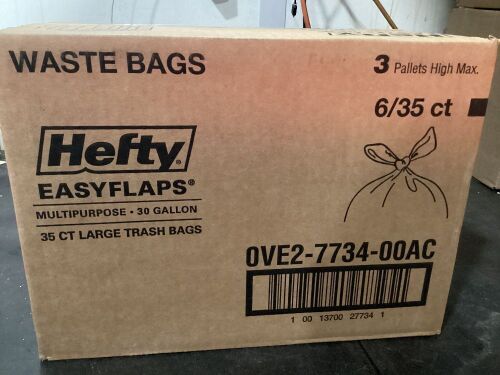 WASTE BAGS
3 Pallets High Max.
6/35 ct
Hefty
EASYFLAPS®
MULTIPURPOSE • 30 GALLON
35 CT LARGE TRASH BAGS
0VE2-7734-00AC
1 00 13700 27734 1